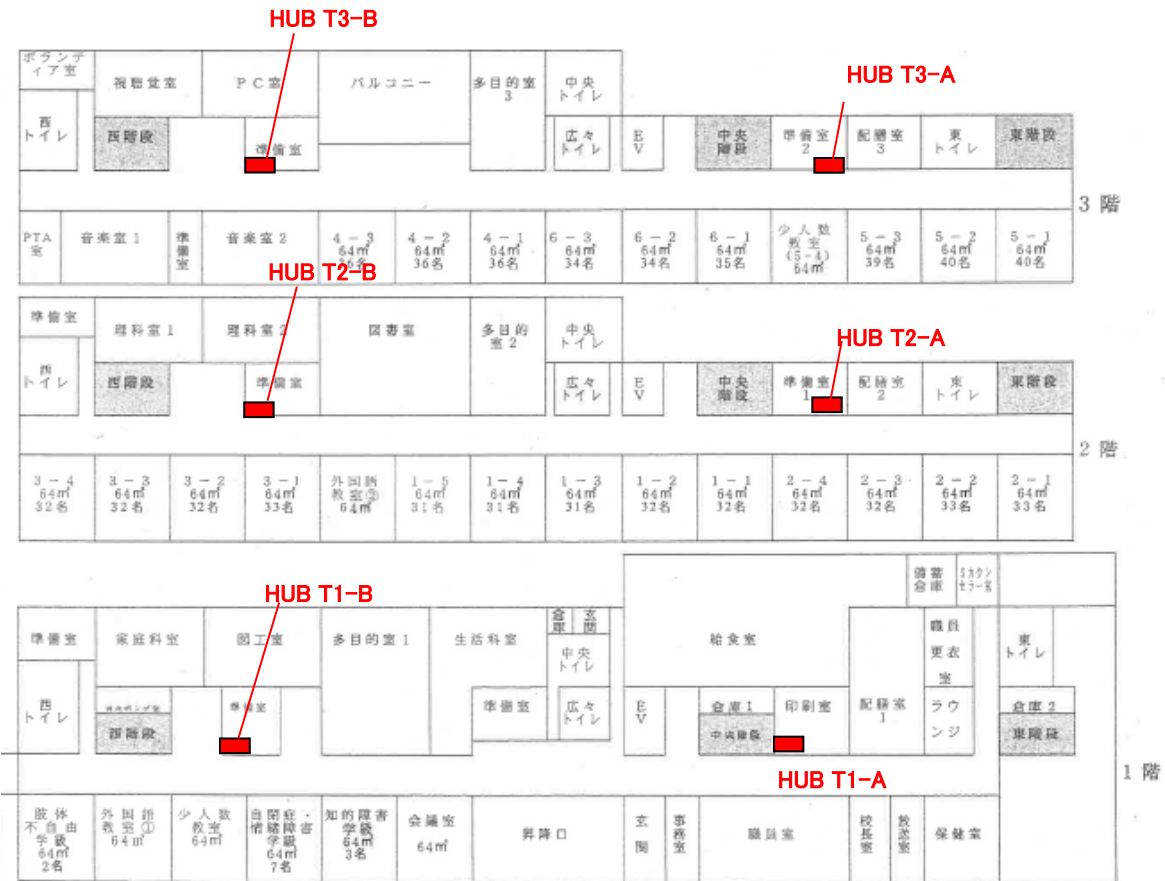 HUB T3-B
HUB T3-A
ボランテ
ィア室
視聴覚室
PC室
バルコニー
多目的室
3
中央
トイレ
西
トイレ
西階段
準備室
広々
トイレ
EV
中央
階段
準備室
2
配膳室
3
東
トイレ
東階段
3階
PTA
室
音楽室1
準備室
音楽室2
4-3
64㎡
36名
4-2
64㎡
36名
4-1
64㎡
36名
6-3
64㎡
34名
6-2
64㎡
34名
6-1
64㎡
35名
少人数
教室
(5-4)
64㎡
5-3
64㎡
39名
5-2
64㎡
40名
5-1
64㎡
40名
HUB T2-B
HUB T2-A
準備室
理科室1
理科室2
図書室
多目的
室2
中央
トイレ
西
トイレ
西階段
準備室
広々
トイレ
EV
中央
階段
準備室
1
配膳室
2
東
トイレ
東階段
2階
3-4
64㎡
32名
3-3
64㎡
32名
3-2
64㎡
32名
3-1
64㎡
33名
外国語
教室②
64㎡
1-5
64㎡
31名
1-4
64㎡
31名
1-3
64㎡
31名
1-2
64㎡
32名
1-1
64㎡
32名
2-4
64㎡
32名
2-3
64㎡
32名
2-2
64㎡
33名
2-1
64㎡
33名
HUB T1-B
備蓄
倉庫
準備室
家庭科室
図工室
多目的室1
生活科室
倉庫
玄関
中央
トイレ
給食室
職員
更衣
室
東
トイレ
西
トイレ
西階段
準備室
準備室
広々
トイレ
EV
倉庫1
中央階段
印刷室
配膳室
1
ラウ
ンジ
倉庫2
東階段
HUB T1-A
1階
肢体
不自由
学級
64㎡
2名
外国語
教室①
64㎡
少人数
教室
64㎡
自閉症・
情緒障害
学級
64㎡
7名
知的障害
学級
64㎡
3名
会議室
64㎡
昇降口
玄関
事務室
職員室
校長室
放送室
保健室